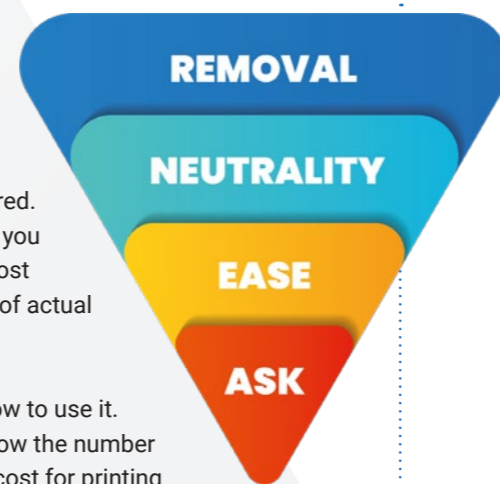 REMOVAL
NEUTRALITY
EASE
ASK
red.
you
ost
of actual
ow to use it.
ow the number
cost for printing